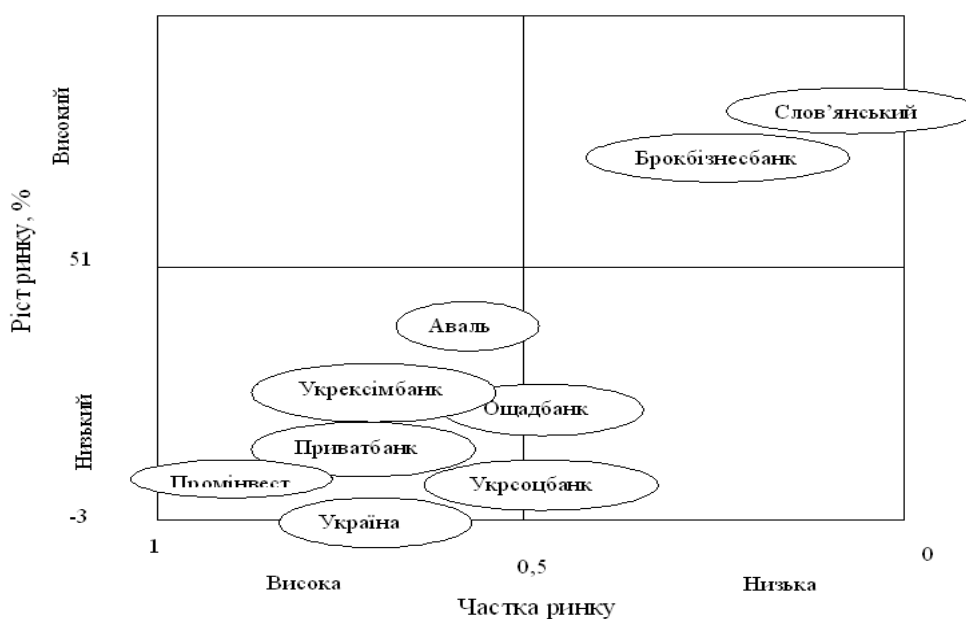 Високий
Слов’янський
Брокбізнесбанк
Ріст ринку, %
51
Аваль
Укрексімбанк
Ощадбанк
Низький
Приватбанк
Промінвест
Укрсоцбанк
-3
Україна
1
0,5
0
Висока
Низька
Частка ринку